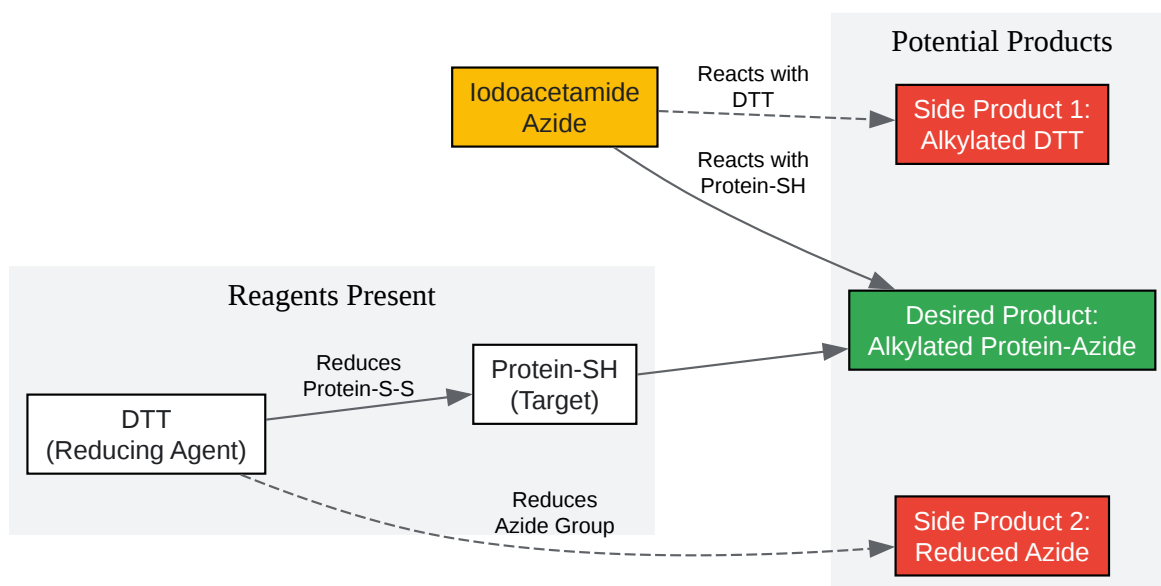 Potential Products
Iodoacetamide
Azide
Reacts with
DTT
Side Product 1:
Alkylated DTT
Reacts with
Protein-SH
Reagents Present
Desired Product:
Alkylated Protein-Azide
Reduces
Protein-S-S
Protein-SH
(Target)
DTT
(Reducing Agent)
Reduces
Azide Group
Side Product 2:
Reduced Azide